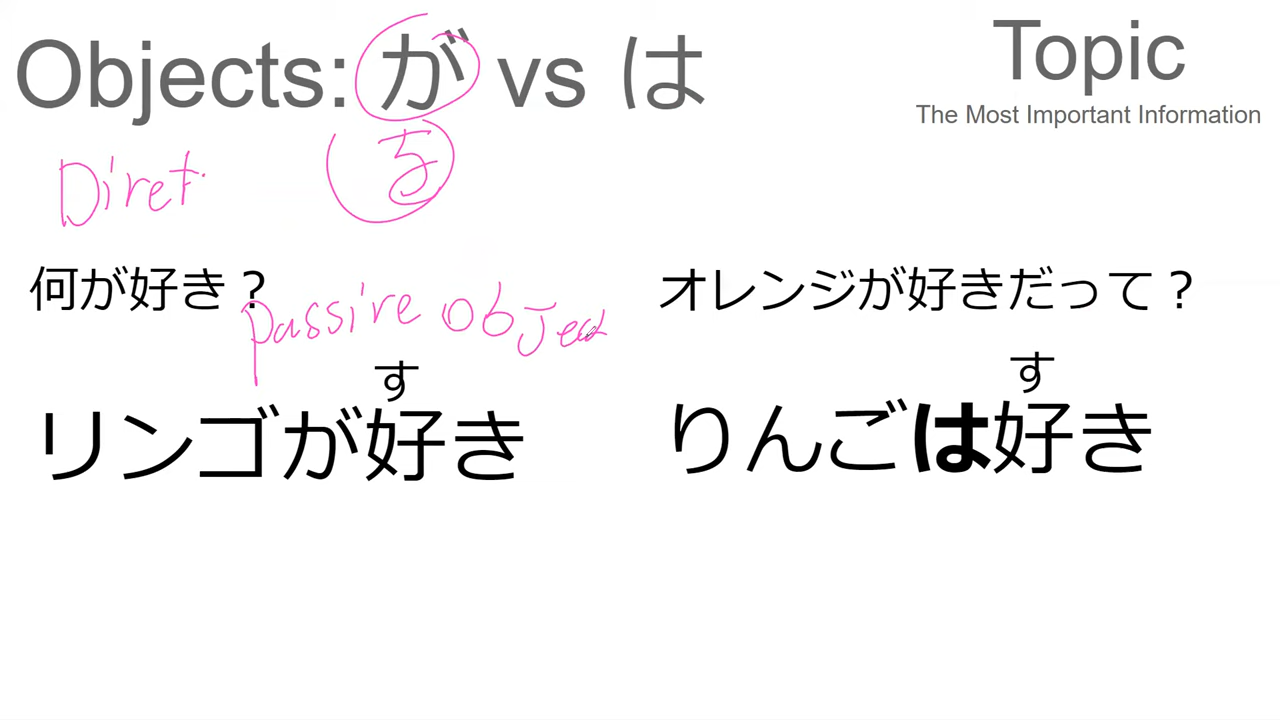 Objects: が vs は
Topic
The Most Important Information
を
Diret
何が好き？
オレンジが好きだって？
passive object
す
す
リンゴが好き
りんごは好き